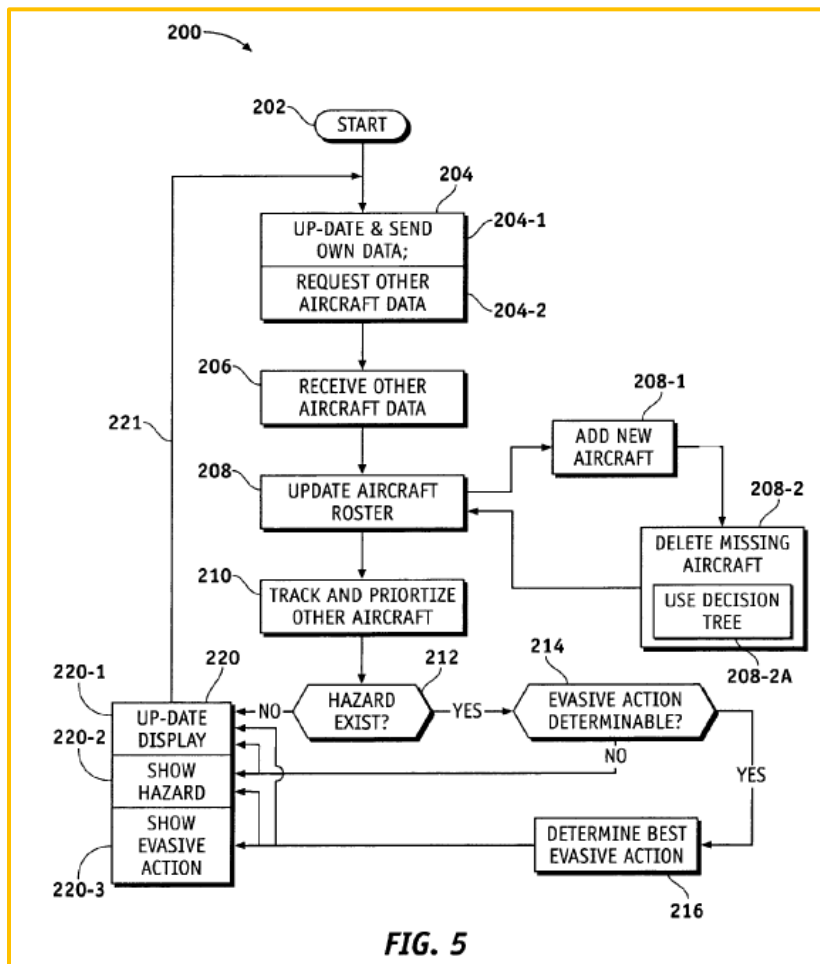 200
202
START
204
UP-DATE & SEND
OWN DATA;
204-1
REQUEST OTHER
AIRCRAFT DATA
204-2
206
RECEIVE OTHER
AIRCRAFT DATA
208-1
ADD NEW
AIRCRAFT
221
208
UPDATE AIRCRAFT
ROSTER
208-2
DELETE MISSING
AIRCRAFT
USE DECISION
TREE
208-2A
210
TRACK AND PRIORTIZE
OTHER AIRCRAFT
212
HAZARD
EXIST?
NO
YES
214
EVASIVE ACTION
DETERMINABLE?
NO
YES
220-1
220
UP-DATE
DISPLAY
220-2
SHOW
HAZARD
SHOW
EVASIVE
ACTION
220-3
DETERMINE BEST
EVASIVE ACTION
216
FIG. 5